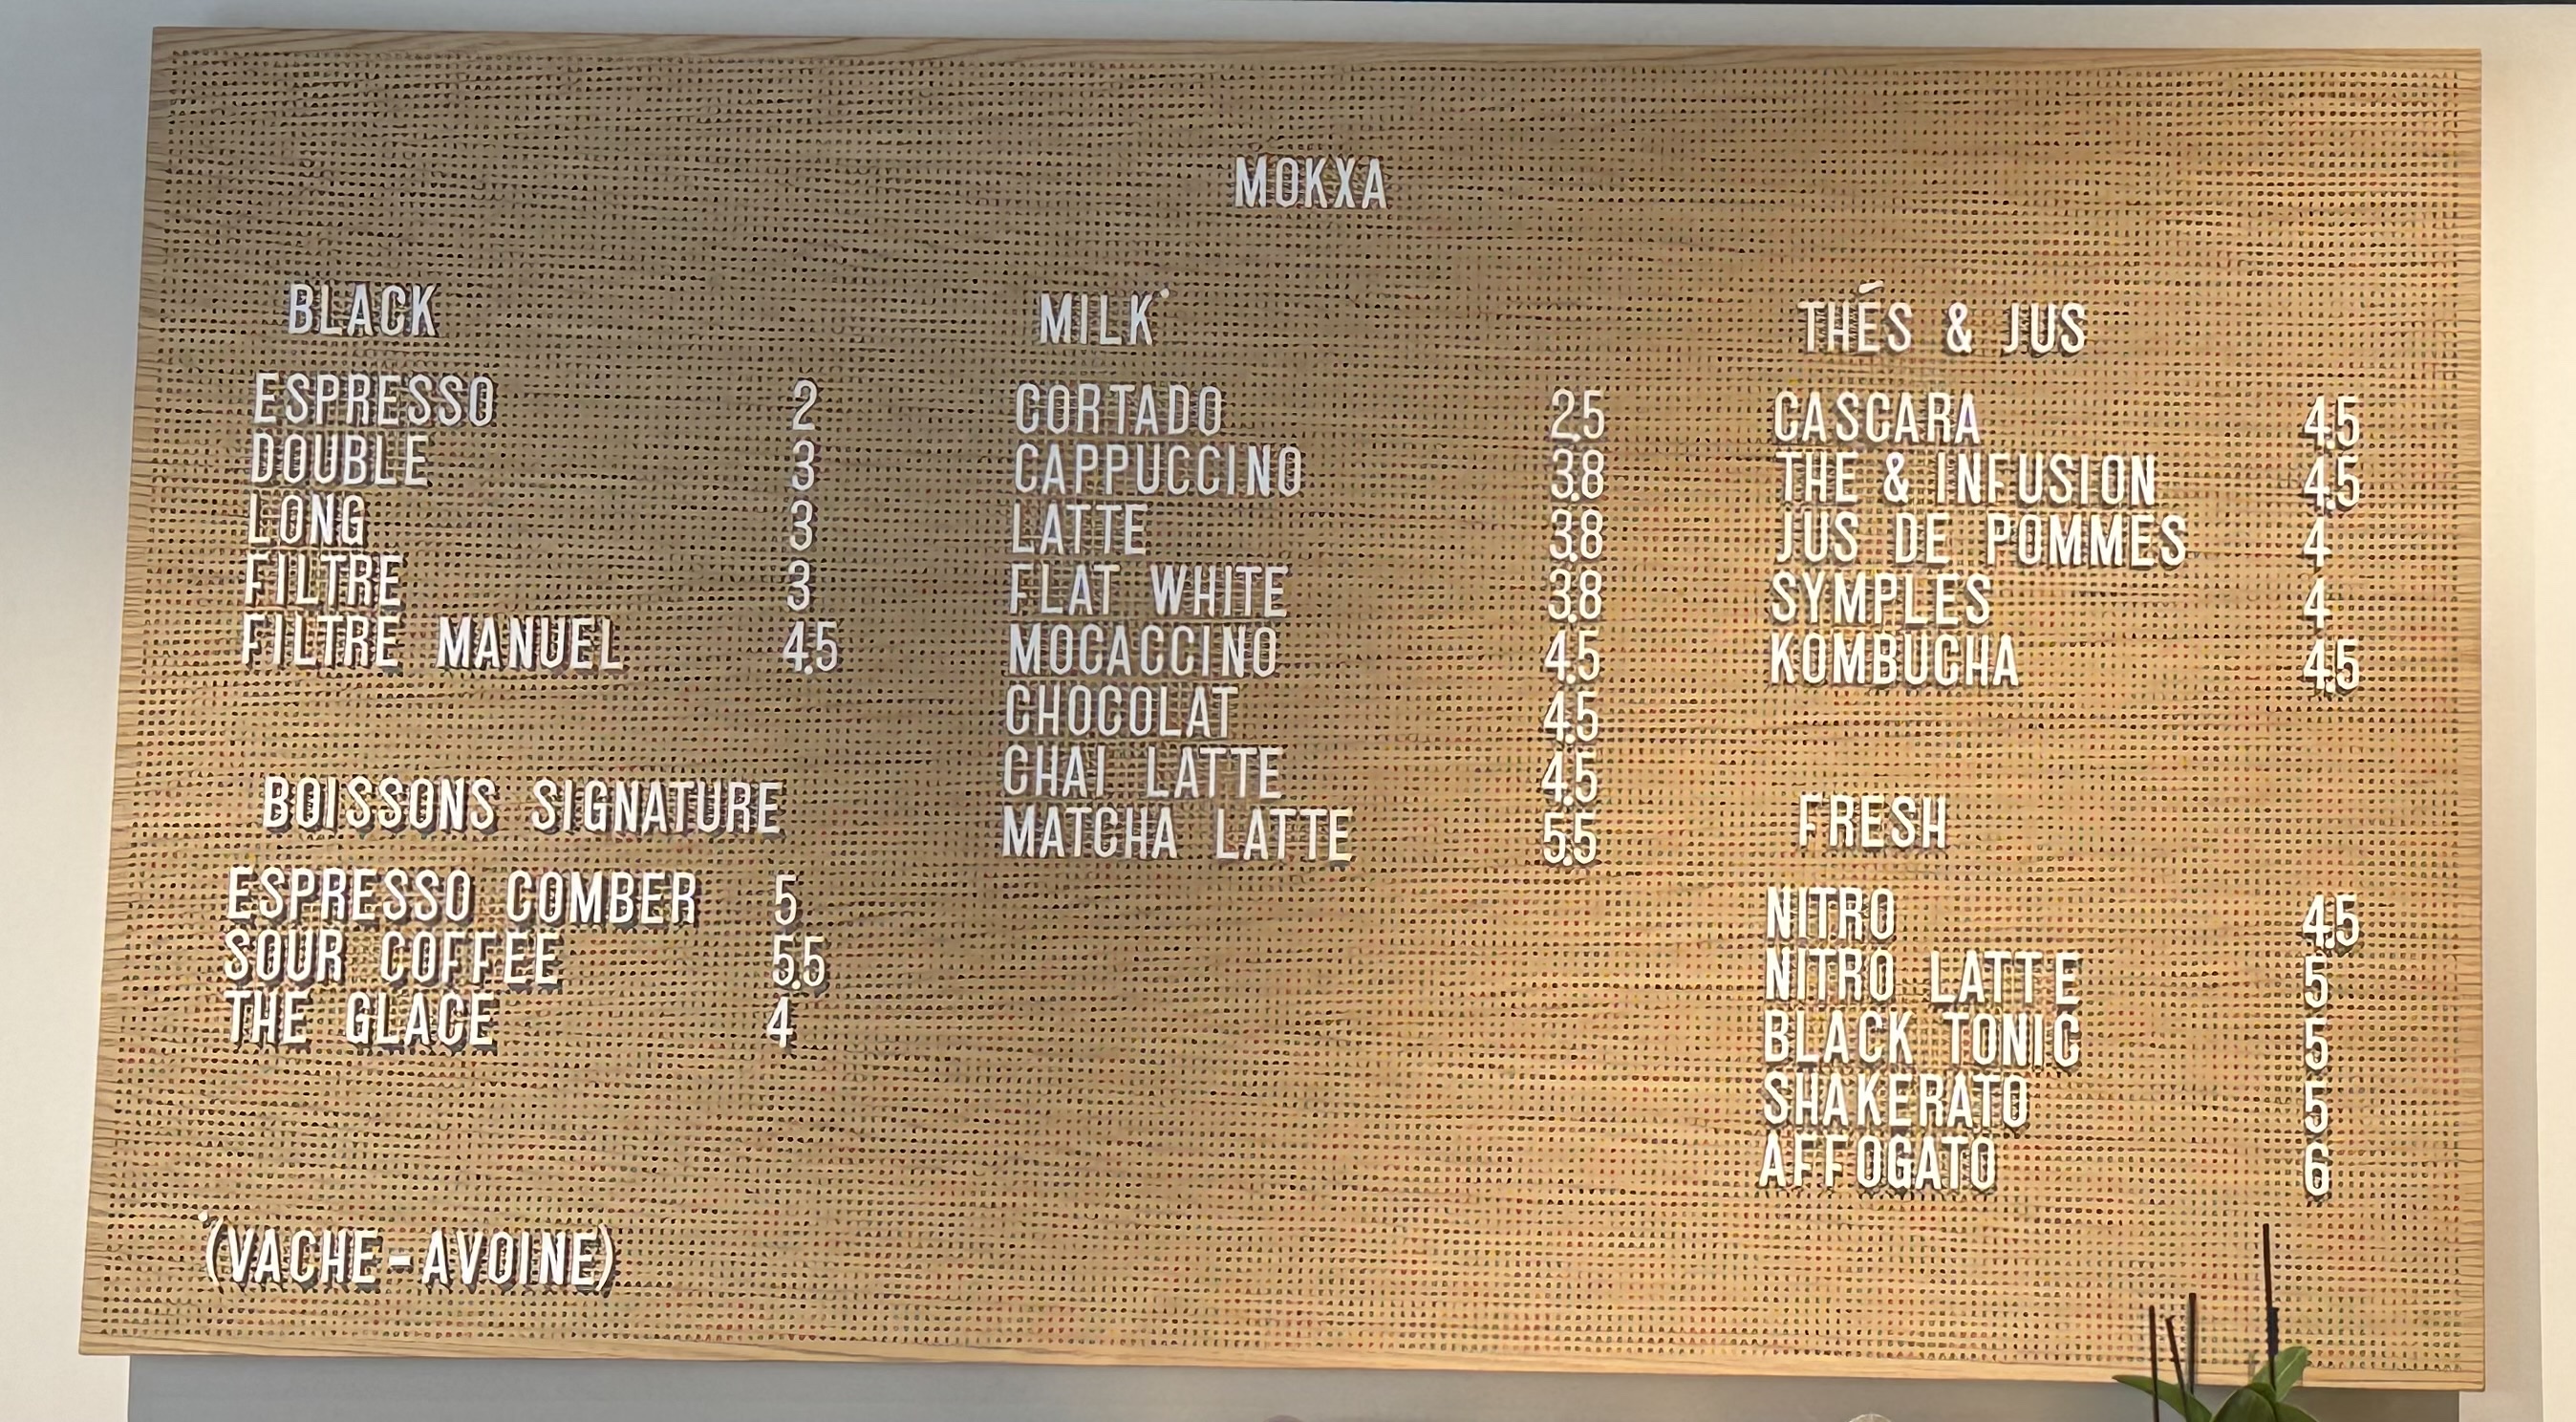 MOKXA
BLACK
ESPRESSO 2
DOUBLE 3
LONG 3
FILTRE 3
FILTRE MANUEL 4.5
BOISSONS SIGNATURE
ESPRESSO COMBER 5
SOUR COFFEE 5.5
THE GLACE 4
*(VACHE-AVOINE)
MILK*
CORTADO 2.5
CAPPUCCINO 3.8
LATTE 3.8
FLAT WHITE 3.8
MOCACCINO 4.5
CHOCOLAT 4.5
CHAI LATTE 4.5
MATCHA LATTE 5.5
THÉS & JUS
CASCARA 4.5
THE & INFUSION 4.5
JUS DE POMMES 4
SYMPLES 4
KOMBUCHA 4.5
FRESH
NITRO 4.5
NITRO LATTE 5
BLACK TONIC 5
SHAKERATO 5
AFFOGATO 6